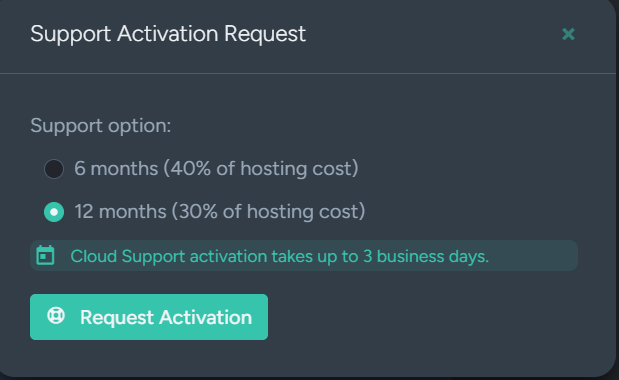 Support Activation Request
Support option:
6 months (40% of hosting cost)
12 months (30% of hosting cost)
Cloud Support activation takes up to 3 business days.
Request Activation